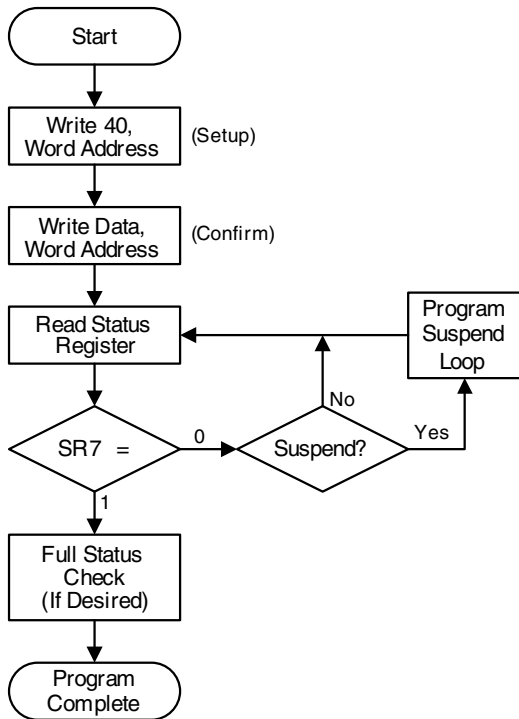 Start
Write 40,
Word Address
(Setup)
Write Data,
Word Address
(Confirm)
Read Status
Register
Program
Suspend
Loop
No
SR7 =
0
Suspend?
Yes
1
Full Status
Check
(If Desired)
Program
Complete